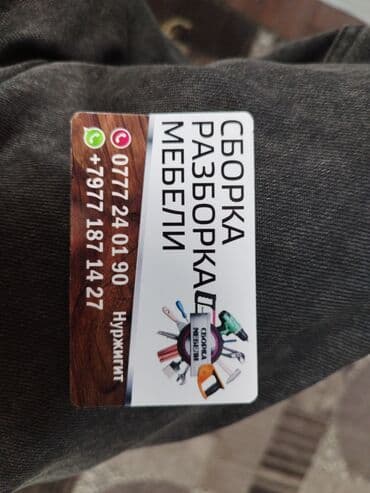 СБОРКА
РАЗБОРКА
МЕБЕЛИ
СБОРКА
МЕБЕЛИ
Нуржигит
0777 24 01 90
+7977 187 14 27